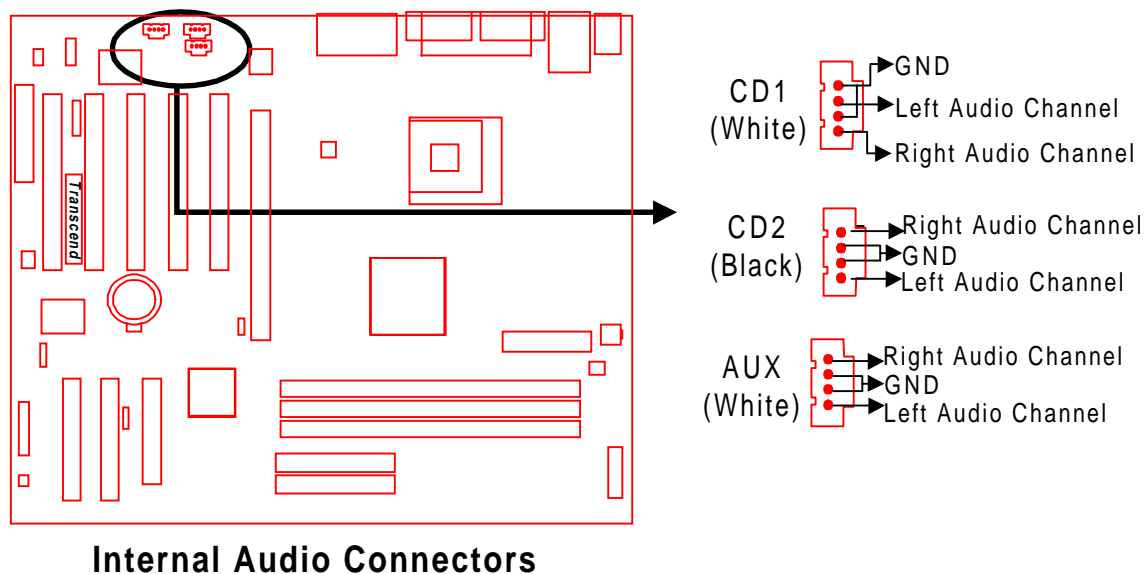 Transcend
CD1
(White)
GND
Left Audio Channel
Right Audio Channel
CD2
(Black)
Right Audio Channel
GND
Left Audio Channel
AUX
(White)
Right Audio Channel
GND
Left Audio Channel
Internal Audio Connectors